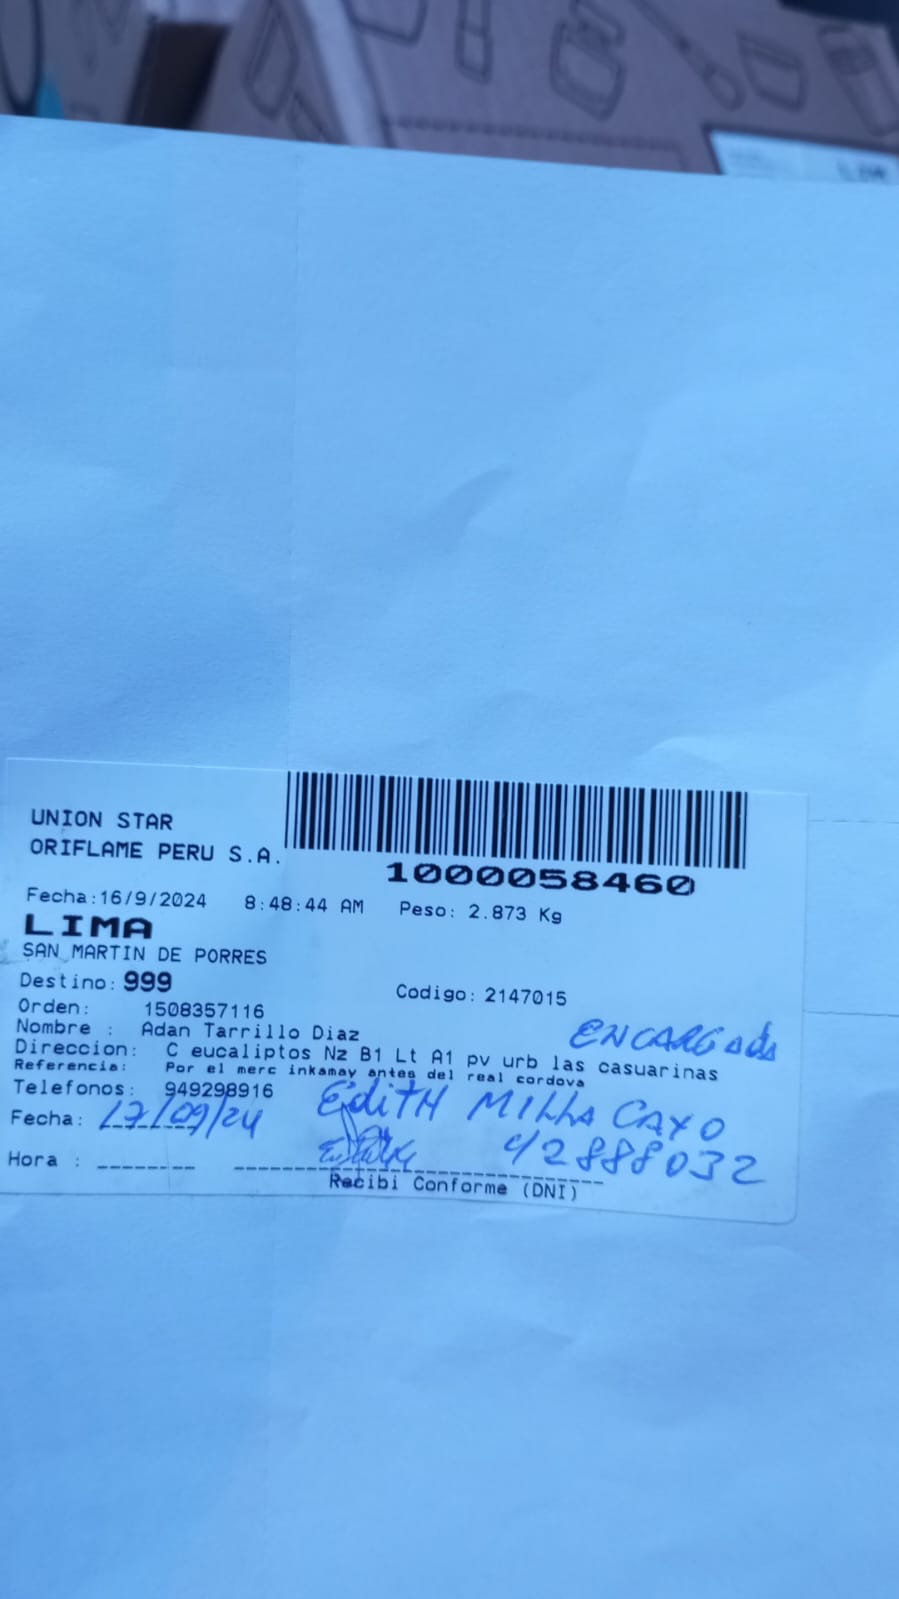 UNION STAR
ORIFLAME PERU S.A.
1000058460
Fecha:16/9/2024 8:48:44 AM Peso: 2.873 Kg
LIMA
SAN MARTIN DE PORRES
Destino: 999 Codigo: 2147015
Orden: 1508357116
Nombre : Adan Tarrillo Diaz ENCARGADA
Direccion: C eucaliptos Nz B1 Lt A1 pv urb las casuarinas
Referencia: Por el merc inkamay antes del real cordova
Telefonos: 949298916 EdiTH MILLA CAYO
Fecha: 17/09/24
42888032
Hora :
Recibi Conforme (DNI)